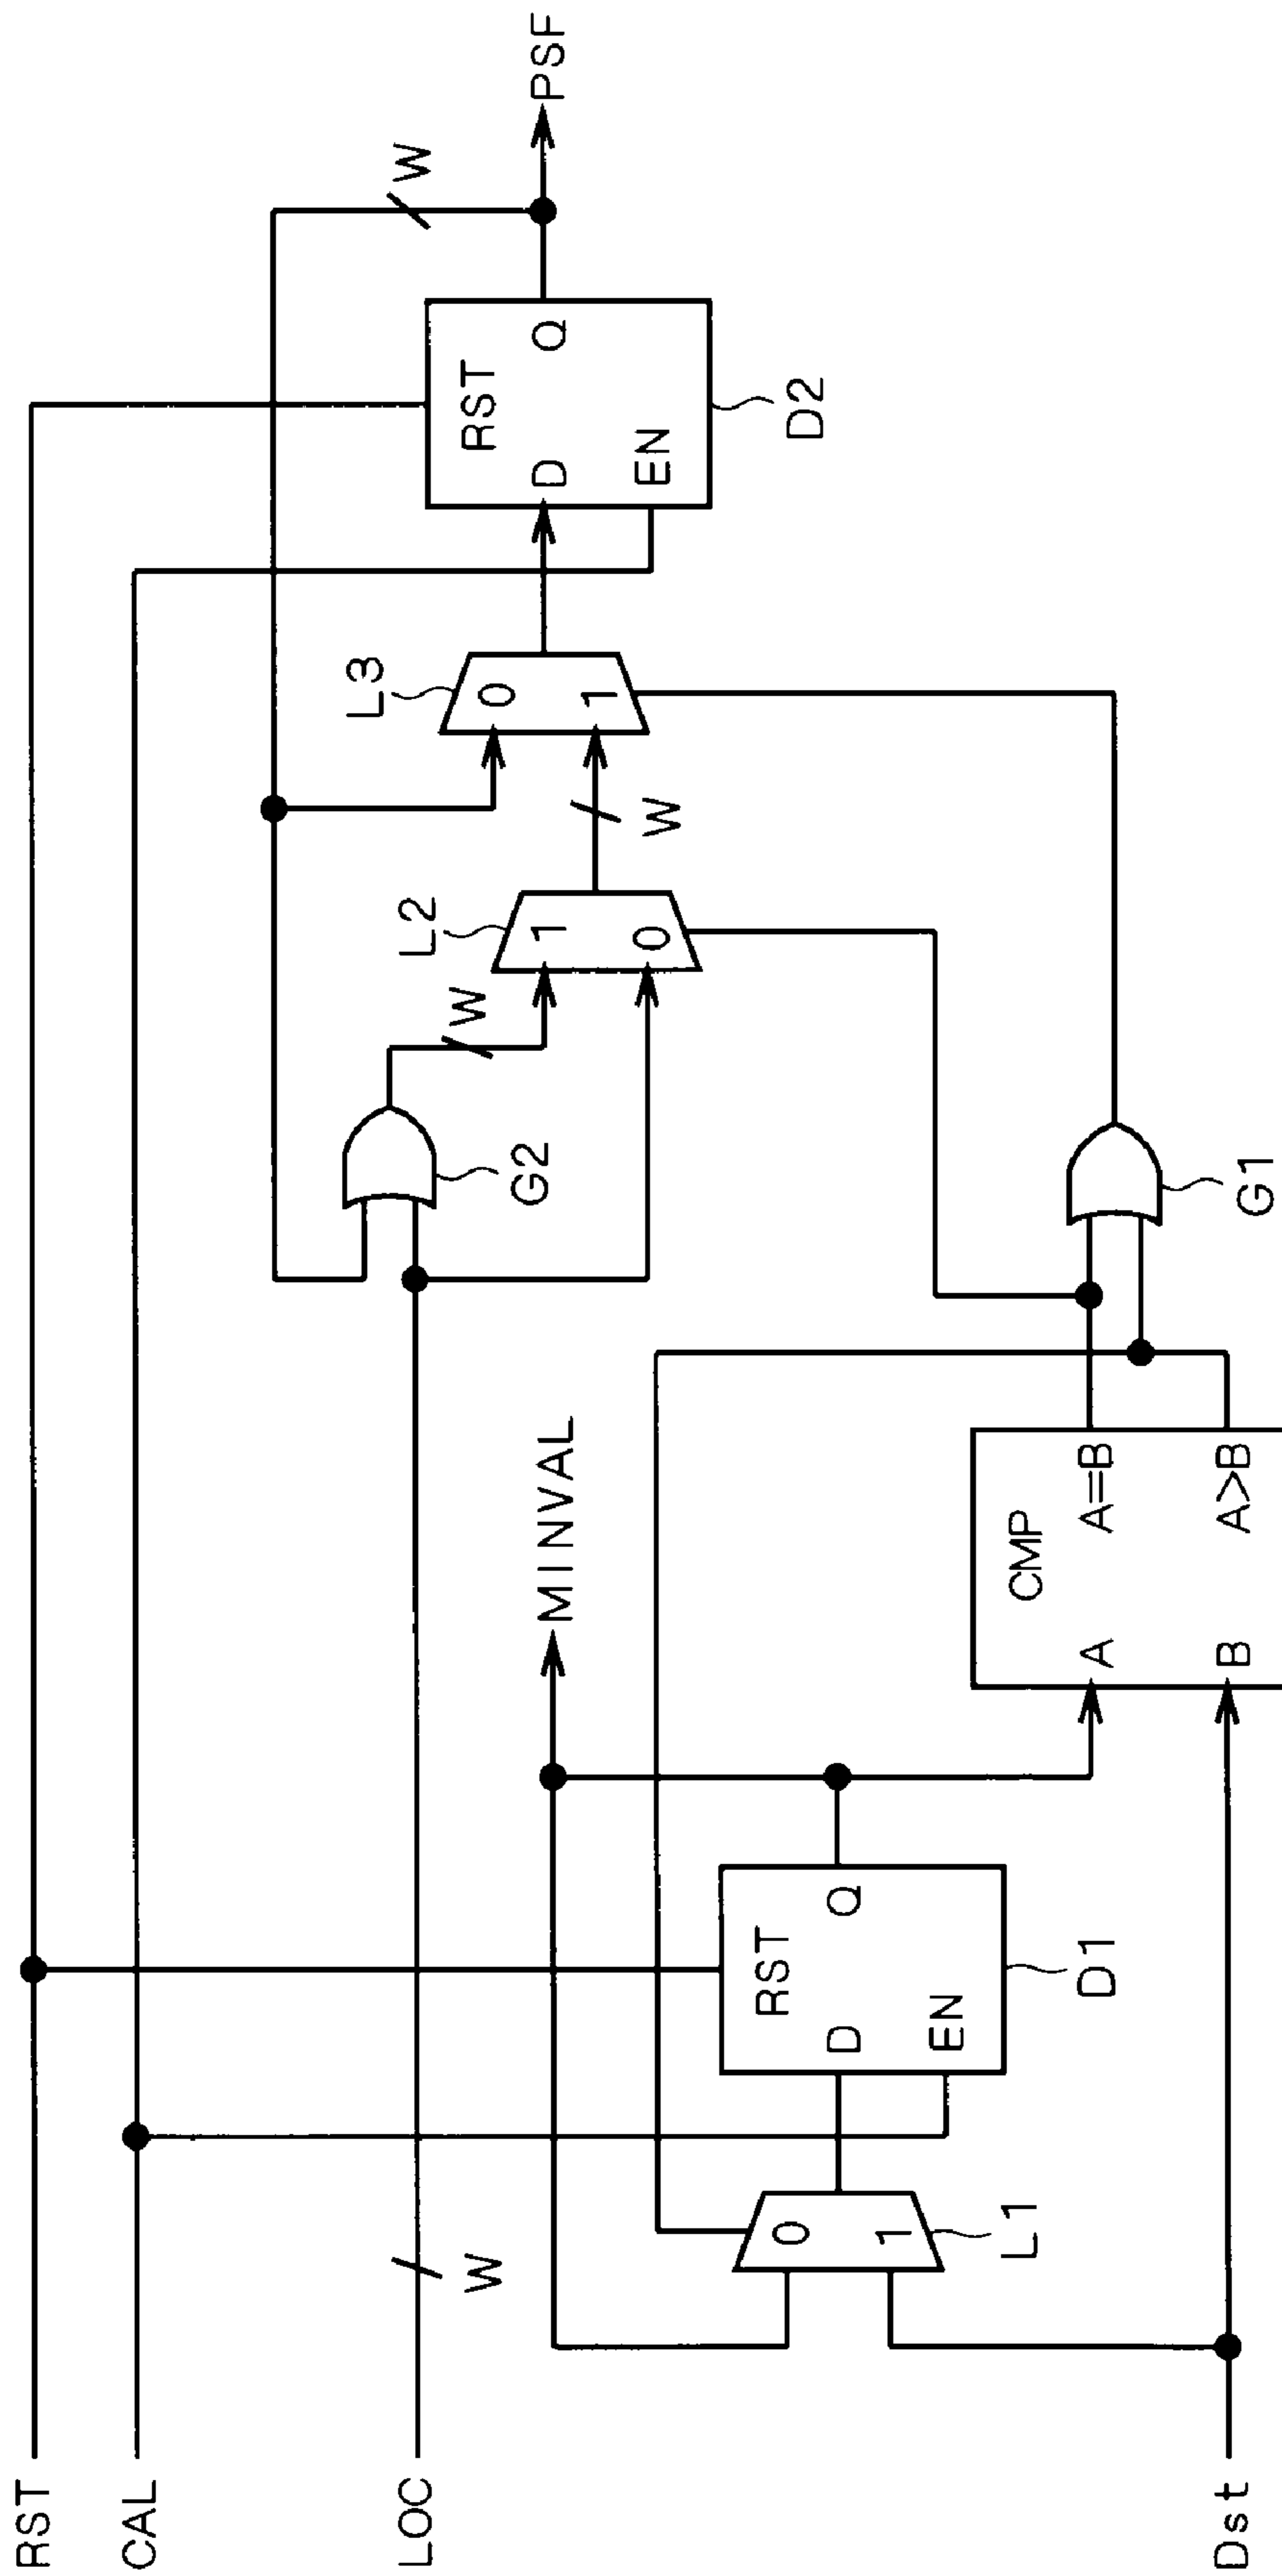 RST
CAL
LOC
Dst
W
0
1
L1
RST
D
Q
EN
D1
MINVAL
CMP
A
A=B
B
A>B
G1
G2
W
L2
1
0
W
L3
0
1
RST
D
Q
EN
D2
W
PSF